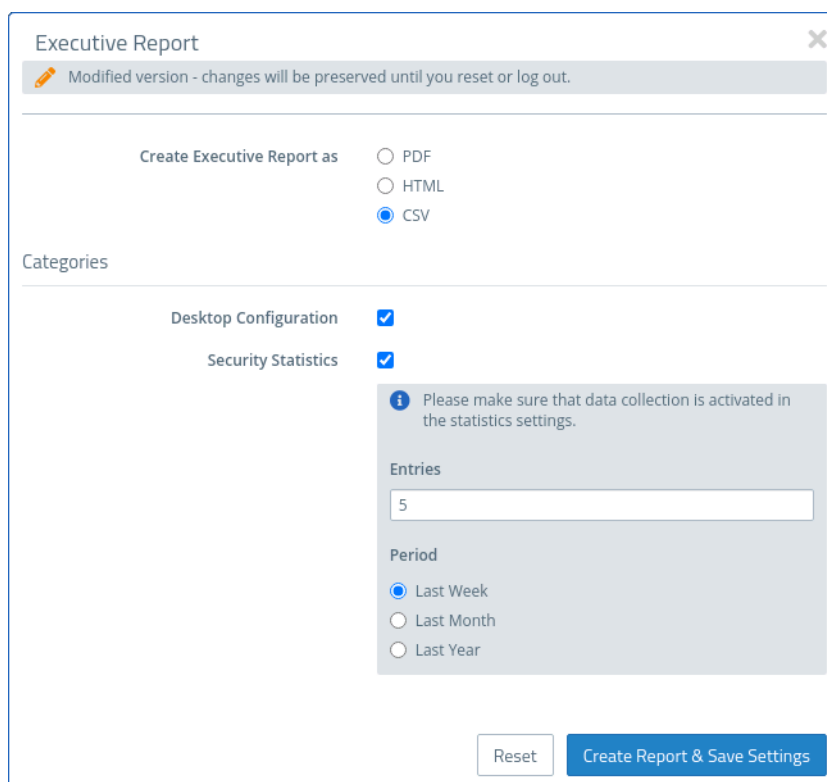 Executive Report
Modified version - changes will be preserved until you reset or log out.
Create Executive Report as
PDF
HTML
CSV
Categories
Desktop Configuration
Security Statistics
Please make sure that data collection is activated in
the statistics settings.
Entries
5
Period
Last Week
Last Month
Last Year
Reset
Create Report & Save Settings